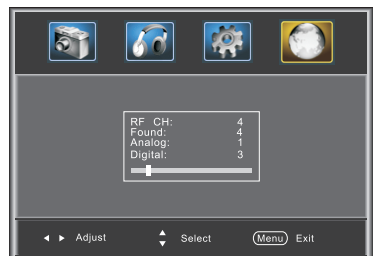 RF CH: 4
Found: 4
Analog: 1
Digital: 3
Adjust Select Menu Exit